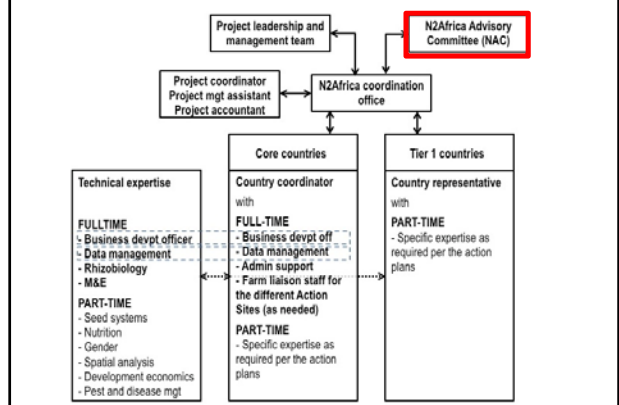 Project leadership and
management team
N2Africa Advisory
Committee (NAC)
Project coordinator
Project mgt assistant
Project accountant
N2Africa coordination
office
Core countries
Tier 1 countries
Technical expertise
FULLTIME
- Business devpt officer
- Data management
- Rhizobiology
- M&E
PART-TIME
- Seed systems
- Nutrition
- Gender
- Spatial analysis
- Development economics
- Pest and disease mgt
Country coordinator
with
FULL-TIME
- Business devpt off
- Data management
- Admin support
- Farm liaison staff for
the different Action
Sites (as needed)
PART-TIME
- Specific expertise as
required per the action
plans
Country representative
with
PART-TIME
- Specific expertise as
required per the action
plans